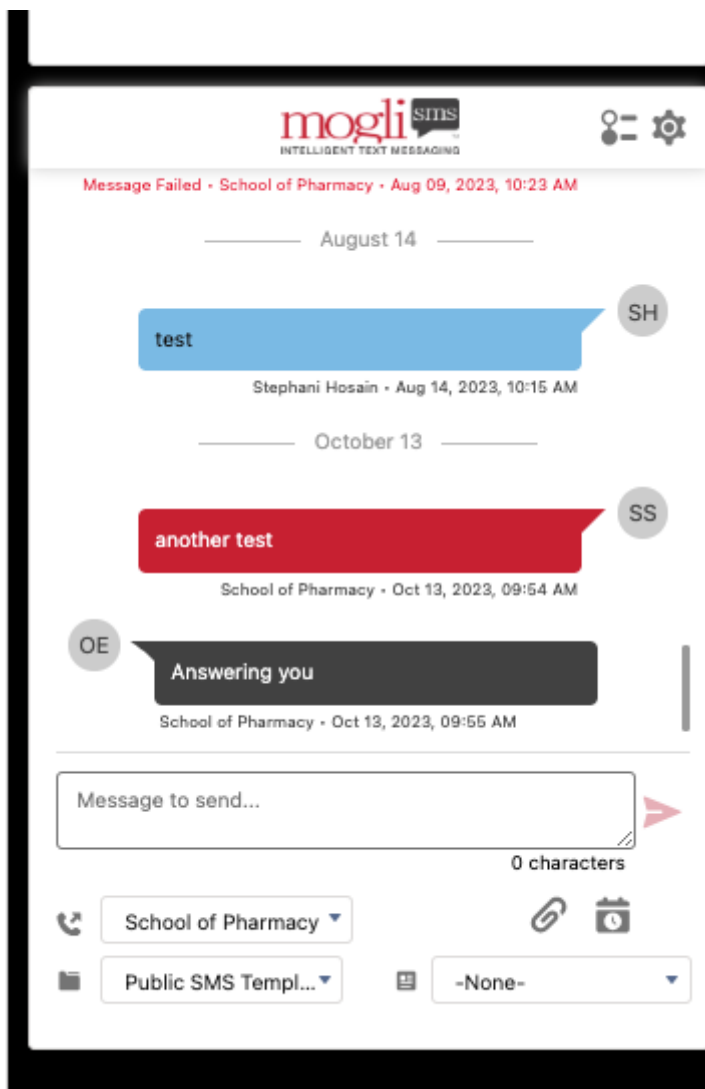 mogli sms
INTELLIGENT TEXT MESSAGING
Message Failed • School of Pharmacy • Aug 09, 2023, 10:23 AM
August 14
SH
test
Stephani Hosain • Aug 14, 2023, 10:15 AM
October 13
SS
another test
School of Pharmacy • Oct 13, 2023, 09:54 AM
OE
Answering you
School of Pharmacy • Oct 13, 2023, 09:55 AM
Message to send...
0 characters
School of Pharmacy
Public SMS Templ...
-None-